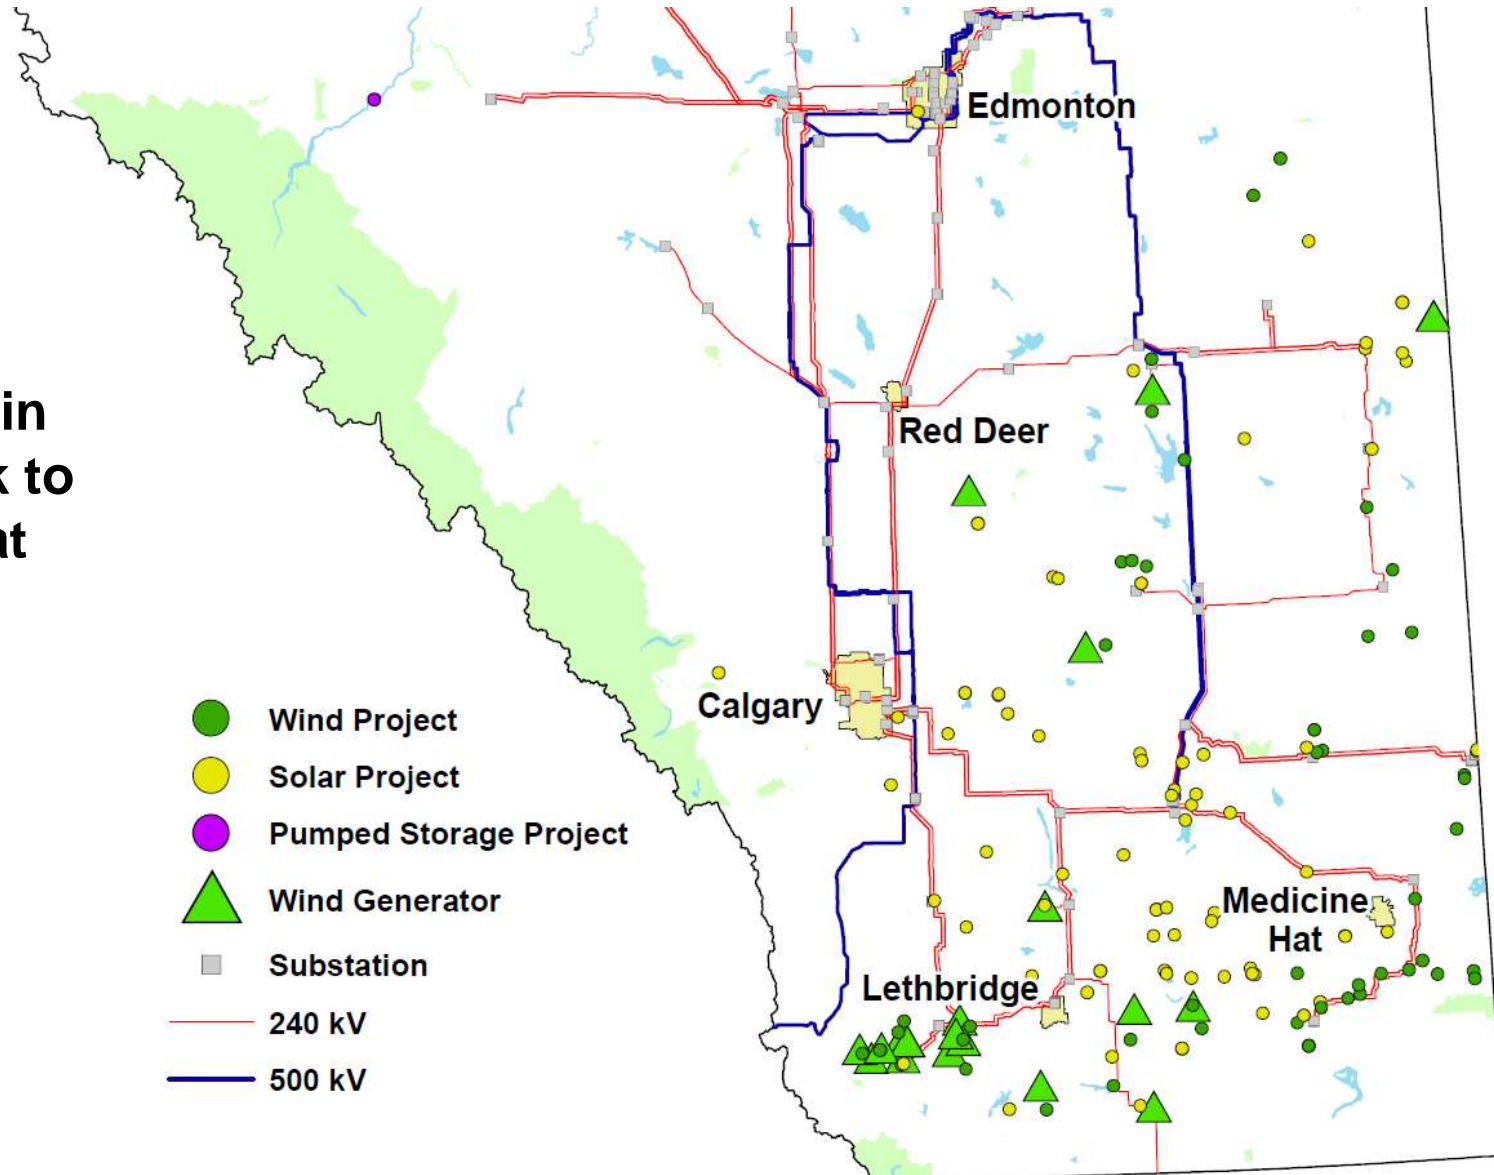 in
k to
at
Edmonton
Red Deer
Calgary
Medicine
Hat
Lethbridge
Wind Project
Solar Project
Pumped Storage Project
Wind Generator
Substation
240 kV
500 kV